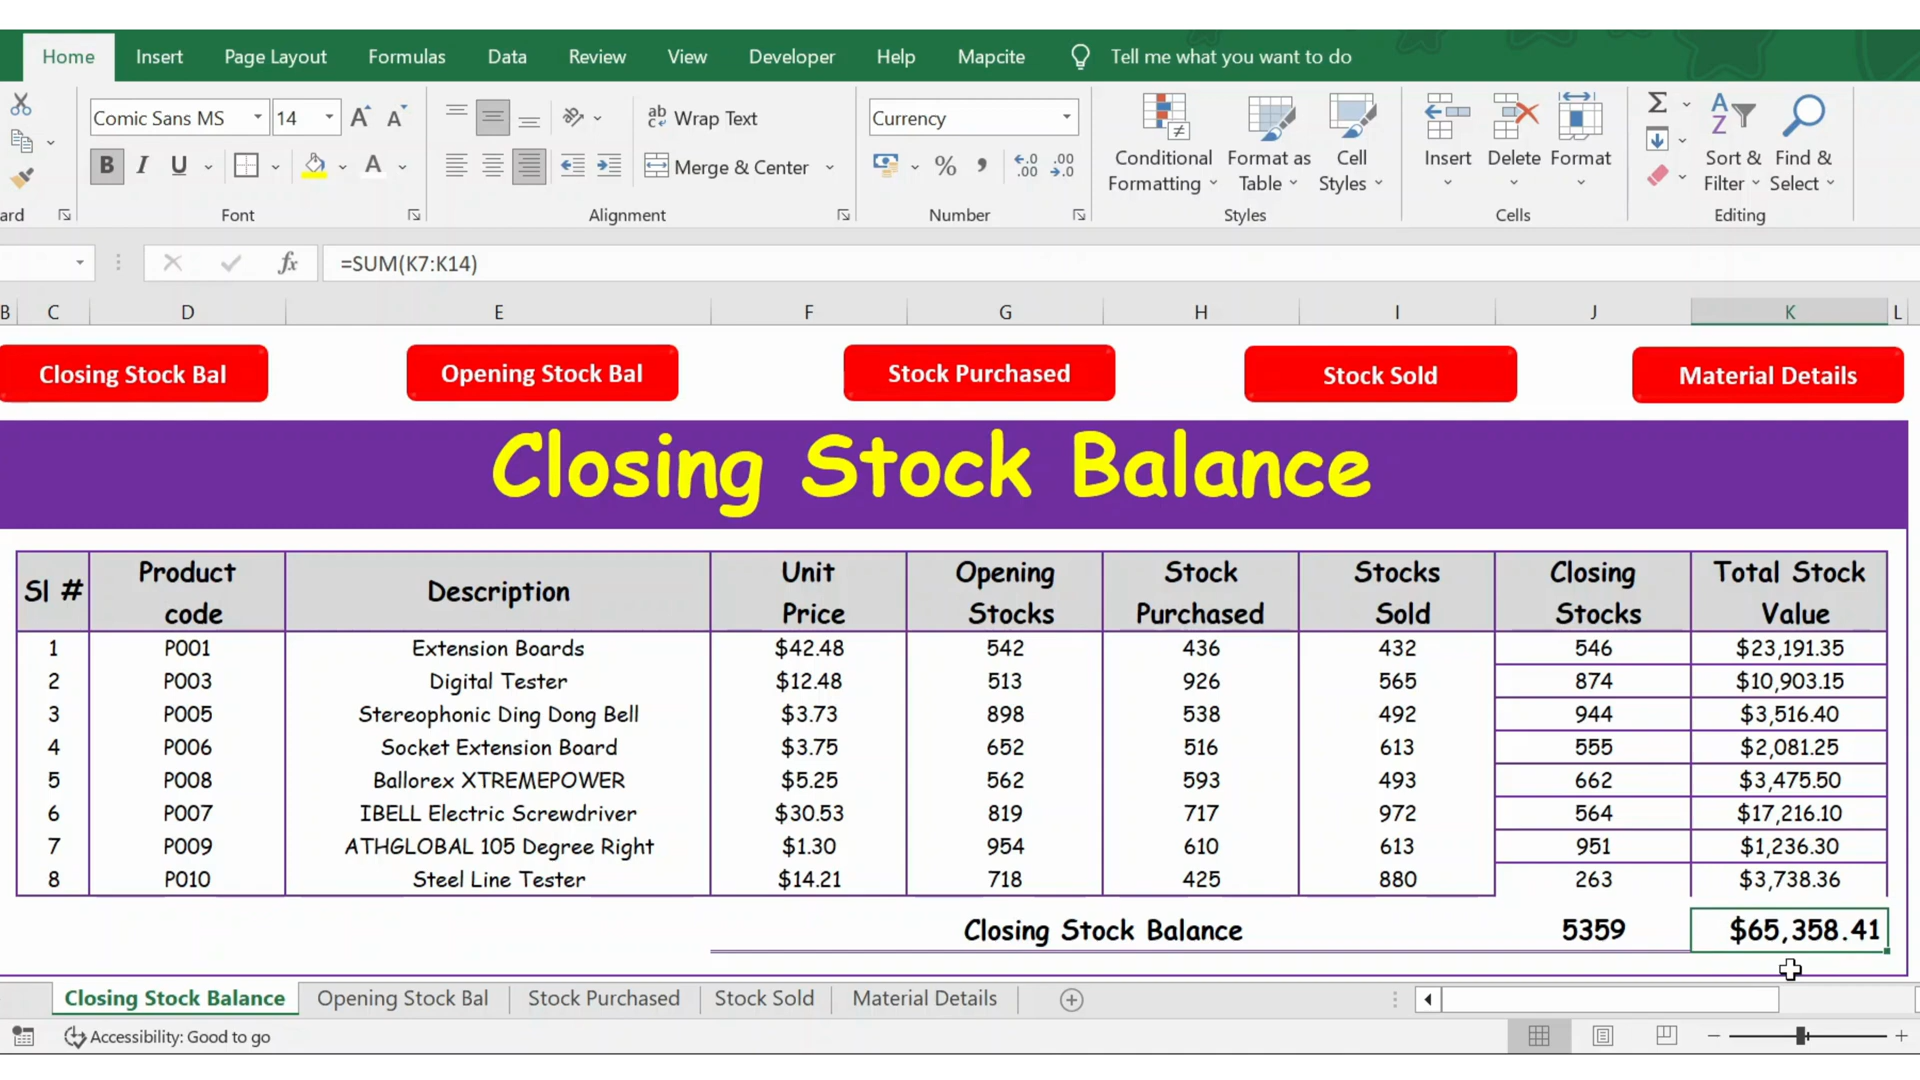 Home Insert Page Layout Formulas Data Review View Developer Help Mapcite Tell me what you want to do
Comic Sans MS 14 A A ab Wrap Text Currency
B I U A Merge & Center % , .00
Conditional Formatting Format as Table Cell Styles Insert Delete Format Sort & Filter Find & Select
ard Font Alignment Number Styles Cells Editing
fx =SUM(K7:K14)
B C D E F G H I J K L
Closing Stock Bal Opening Stock Bal Stock Purchased Stock Sold Material Details
Closing Stock Balance
Sl # Product code Description Unit Price Opening Stocks Stock Purchased Stocks Sold Closing Stocks Total Stock Value
1 P001 Extension Boards $42.48 542 436 432 546 $23,191.35
2 P003 Digital Tester $12.48 513 926 565 874 $10,903.15
3 P005 Stereophonic Ding Dong Bell $3.73 898 538 492 944 $3,516.40
4 P006 Socket Extension Board $3.75 652 516 613 555 $2,081.25
5 P008 Ballorex XTREMEPOWER $5.25 562 593 493 662 $3,475.50
6 P007 IBELL Electric Screwdriver $30.53 819 717 972 564 $17,216.10
7 P009 ATHGLOBAL 105 Degree Right $1.30 954 610 613 951 $1,236.30
8 P010 Steel Line Tester $14.21 718 425 880 263 $3,738.36
Closing Stock Balance 5359 $65,358.41
Closing Stock Balance Opening Stock Bal Stock Purchased Stock Sold Material Details
Accessibility: Good to go